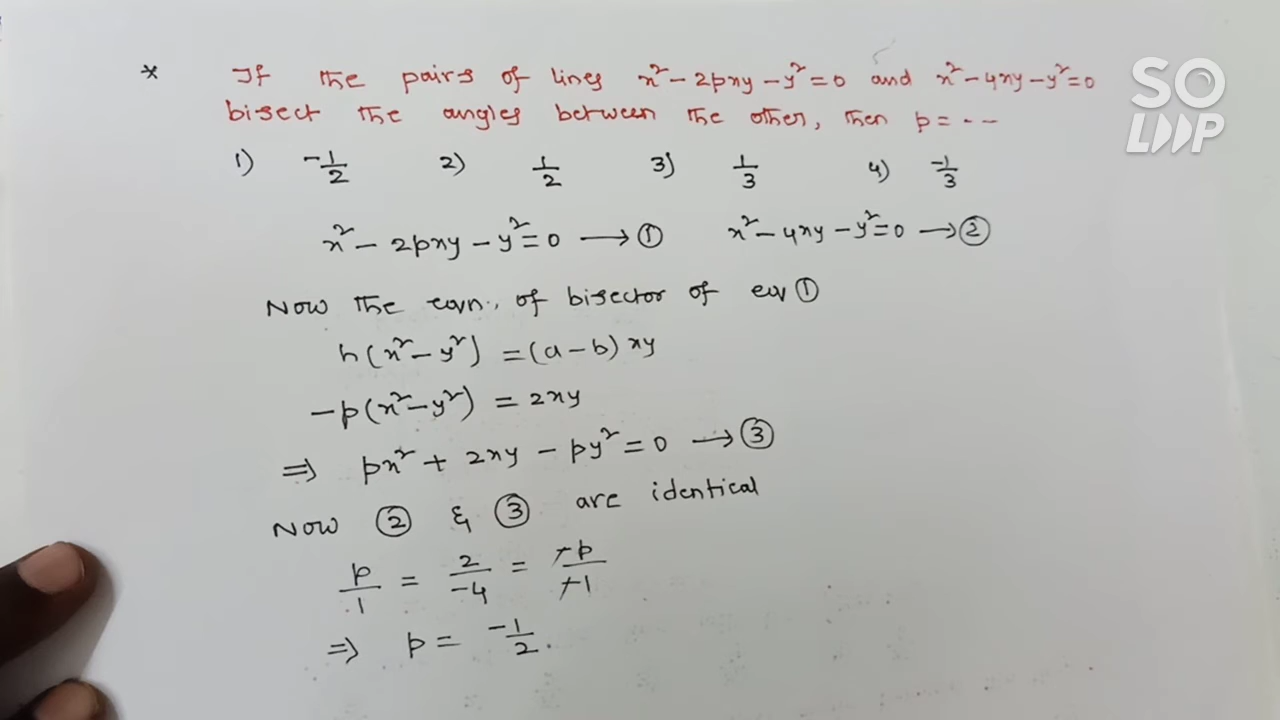 * If the pairs of lines x² - 2pxy - y² = 0 and x² - 4xy - y² = 0
bisect the angles between the other, then p = ---
1) -1/2 2) 1/2 3) 1/3 4) -1/3
x² - 2pxy - y² = 0 → ① x² - 4xy - y² = 0 → ②
Now the eqn., of bisector of eq ①
h(x² - y²) = (a - b) xy
-p(x² - y²) = 2xy
⇒ px² + 2xy - py² = 0 → ③
Now ② & ③ are identical
p/1 = 2/-4 = -p/-1
⇒ p = -1/2.
SO
LOOP